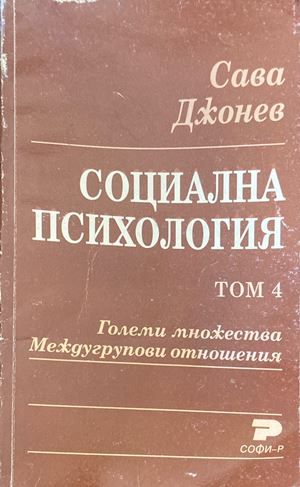 Сава
Джонев
СОЦИАЛНА
ПСИХОЛОГИЯ
ТОМ 4
Големи множества
Междугрупови отношения
СОФИ–Р